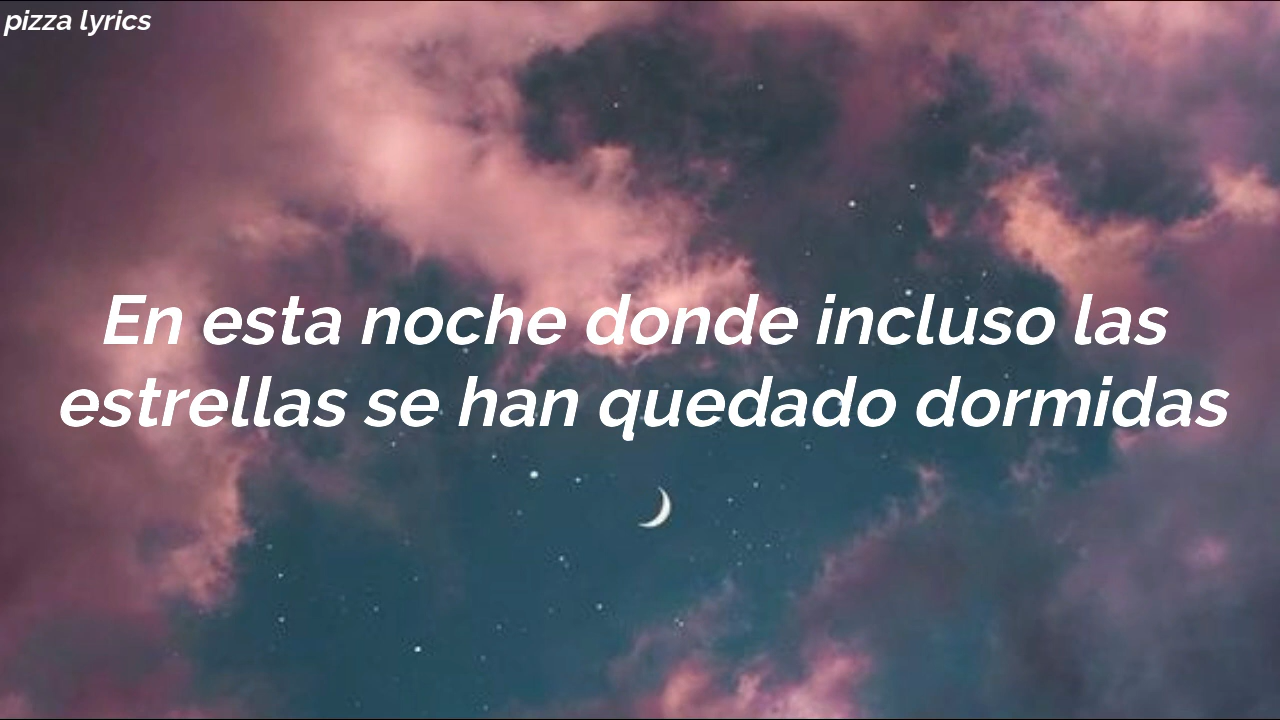 pizza lyrics
En esta noche donde incluso las
estrellas se han quedado dormidas